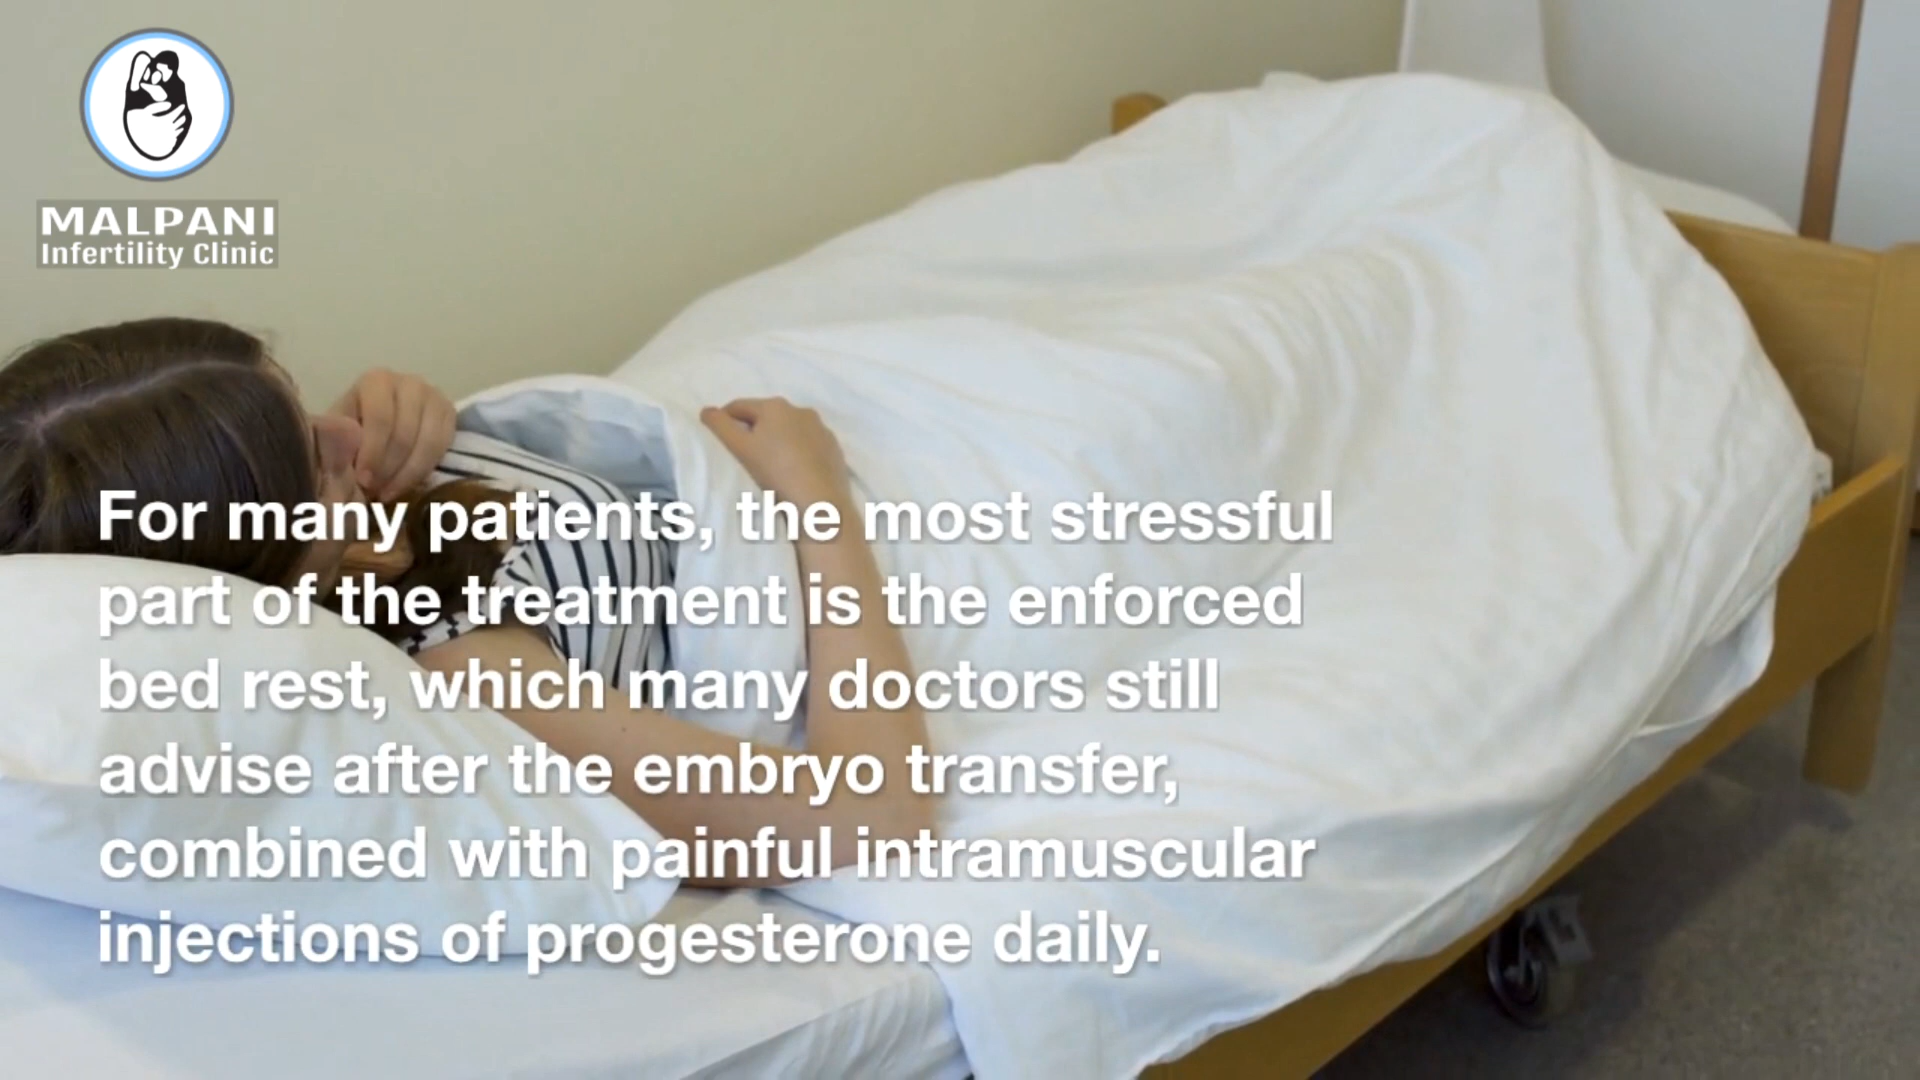 MALPANI
Infertility Clinic
For many patients, the most stressful
part of the treatment is the enforced
bed rest, which many doctors still
advise after the embryo transfer,
combined with painful intramuscular
injections of progesterone daily.